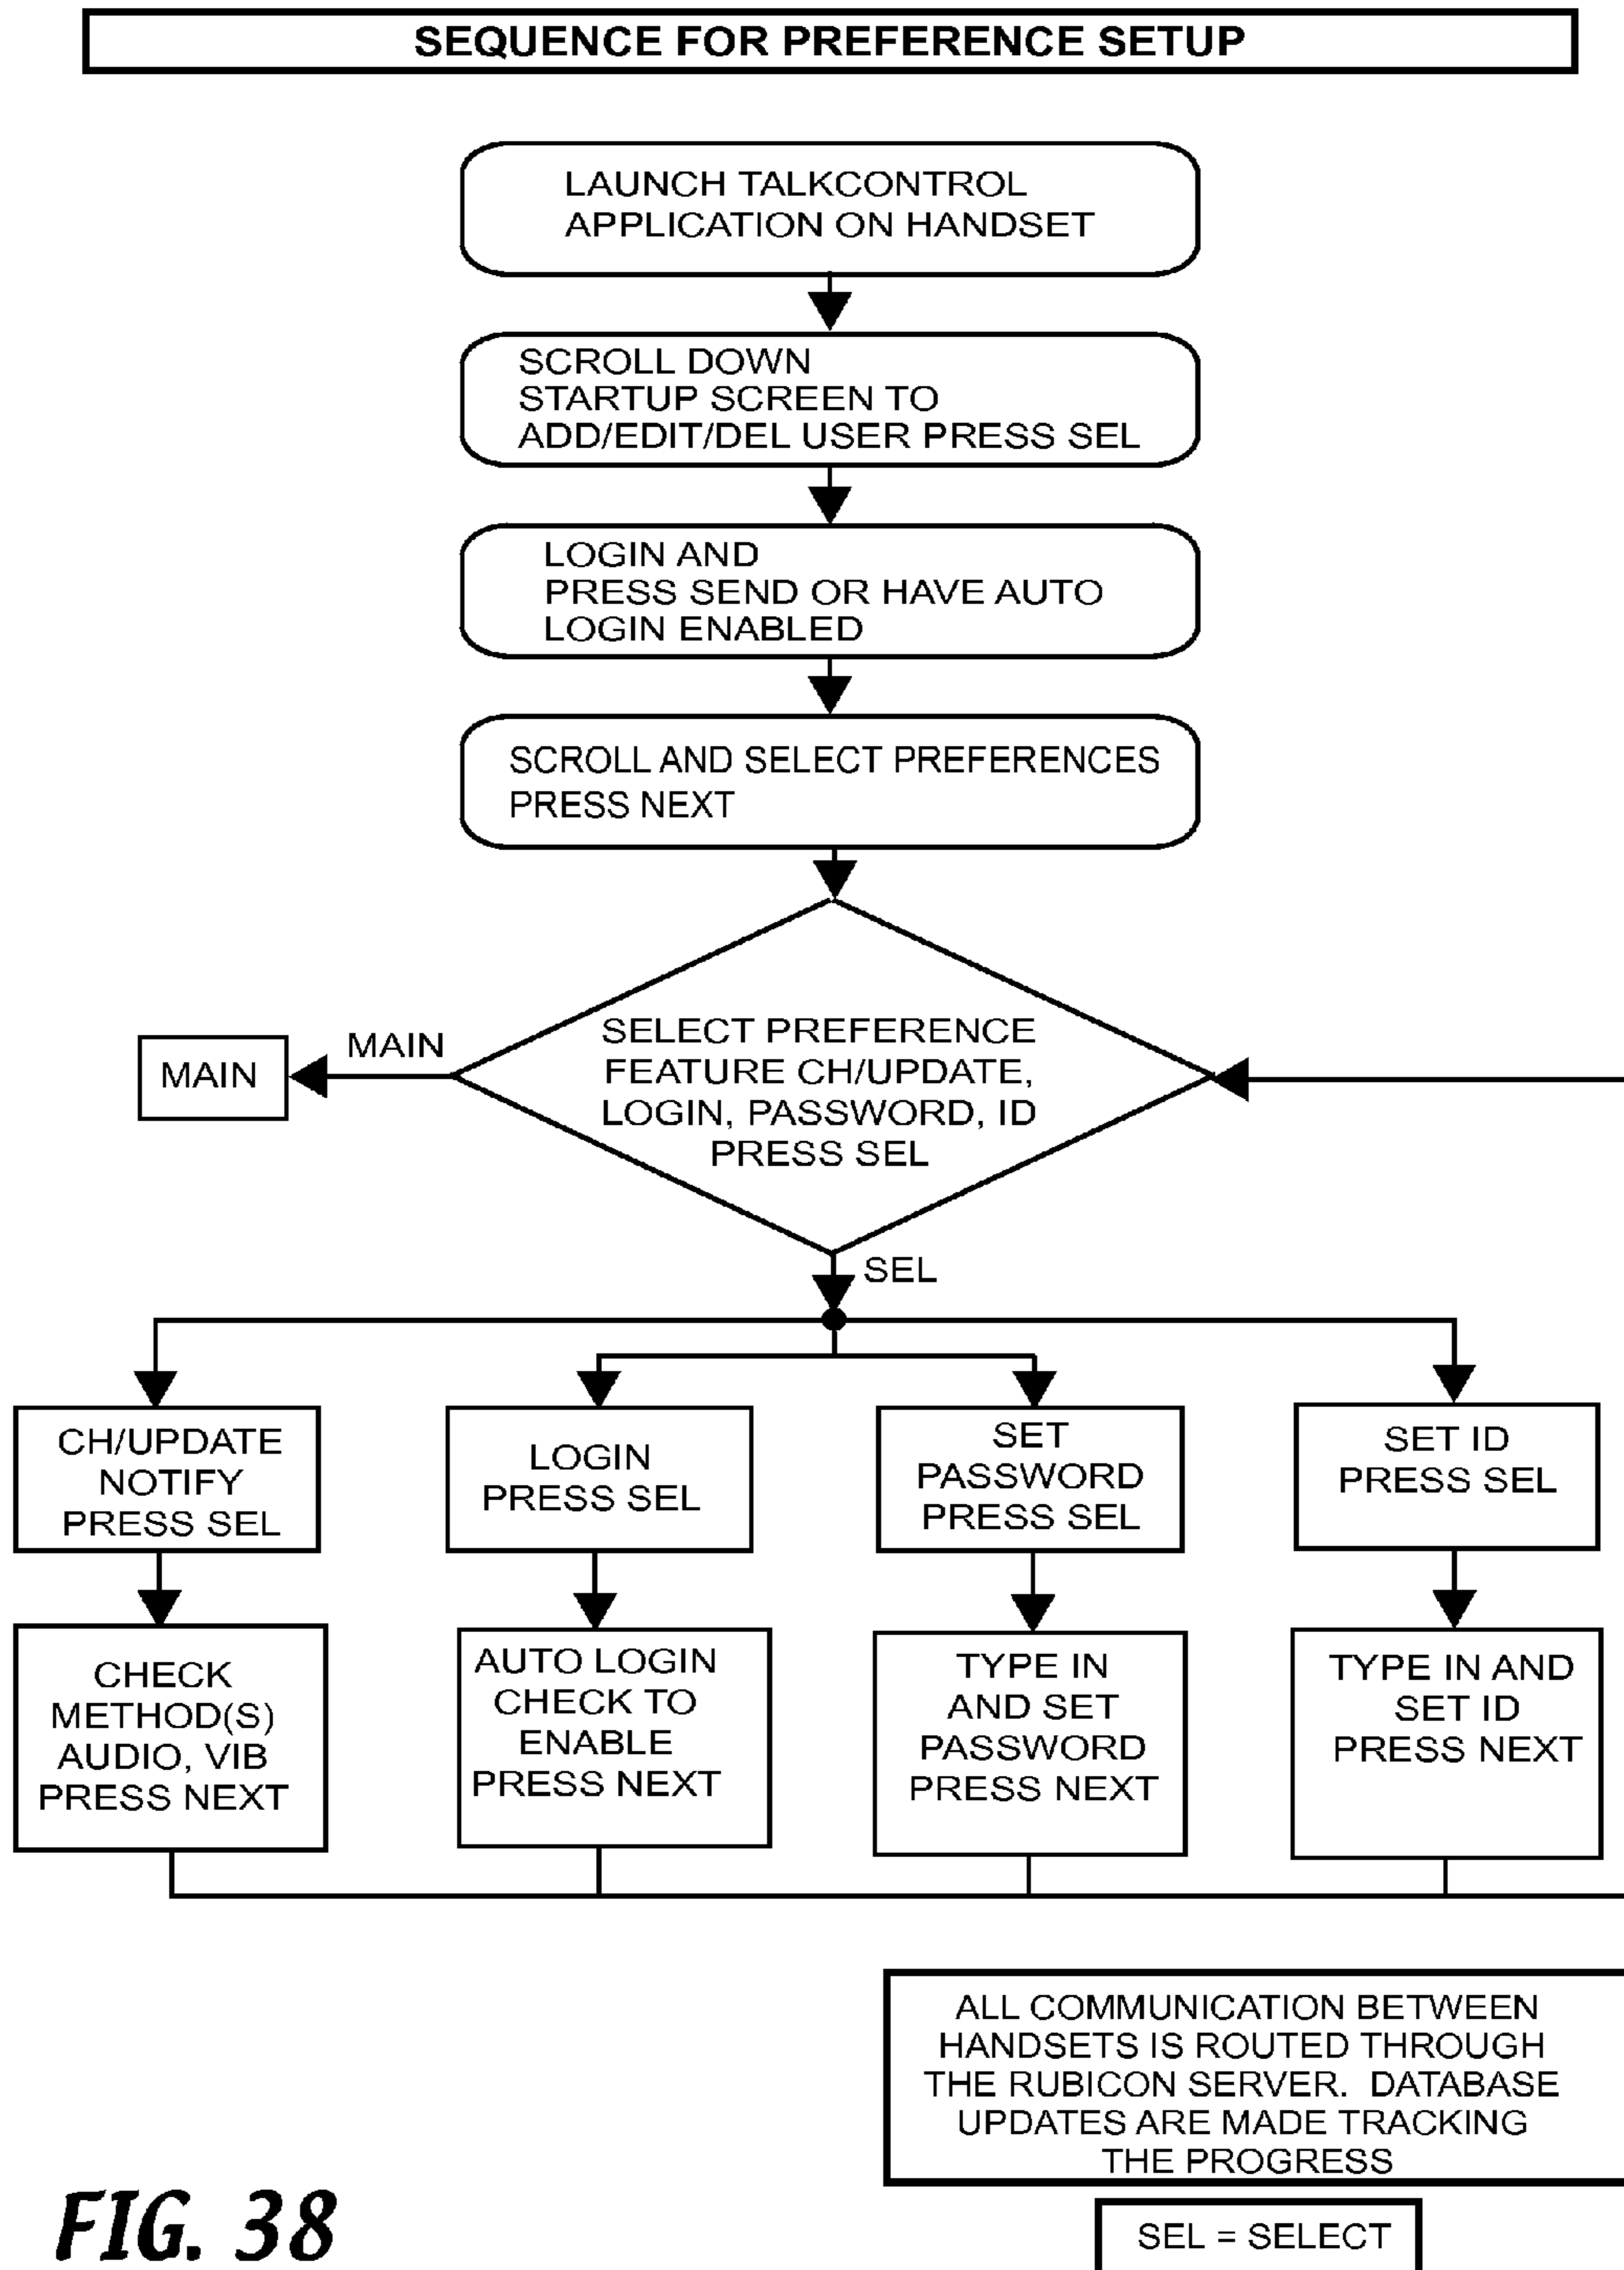 SEQUENCE FOR PREFERENCE SETUP
LAUNCH TALKCONTROL
APPLICATION ON HANDSET
SCROLL DOWN
STARTUP SCREEN TO
ADD/EDIT/DEL USER PRESS SEL
LOGIN AND
PRESS SEND OR HAVE AUTO
LOGIN ENABLED
SCROLL AND SELECT PREFERENCES
PRESS NEXT
SELECT PREFERENCE
FEATURE CH/UPDATE,
LOGIN, PASSWORD, ID
PRESS SEL
MAIN
MAIN
SEL
CH/UPDATE
NOTIFY
PRESS SEL
LOGIN
PRESS SEL
SET
PASSWORD
PRESS SEL
SET ID
PRESS SEL
CHECK
METHOD(S)
AUDIO, VIB
PRESS NEXT
AUTO LOGIN
CHECK TO
ENABLE
PRESS NEXT
TYPE IN
AND SET
PASSWORD
PRESS NEXT
TYPE IN AND
SET ID
PRESS NEXT
ALL COMMUNICATION BETWEEN
HANDSETS IS ROUTED THROUGH
THE RUBICON SERVER. DATABASE
UPDATES ARE MADE TRACKING
THE PROGRESS
SEL = SELECT
FIG. 38